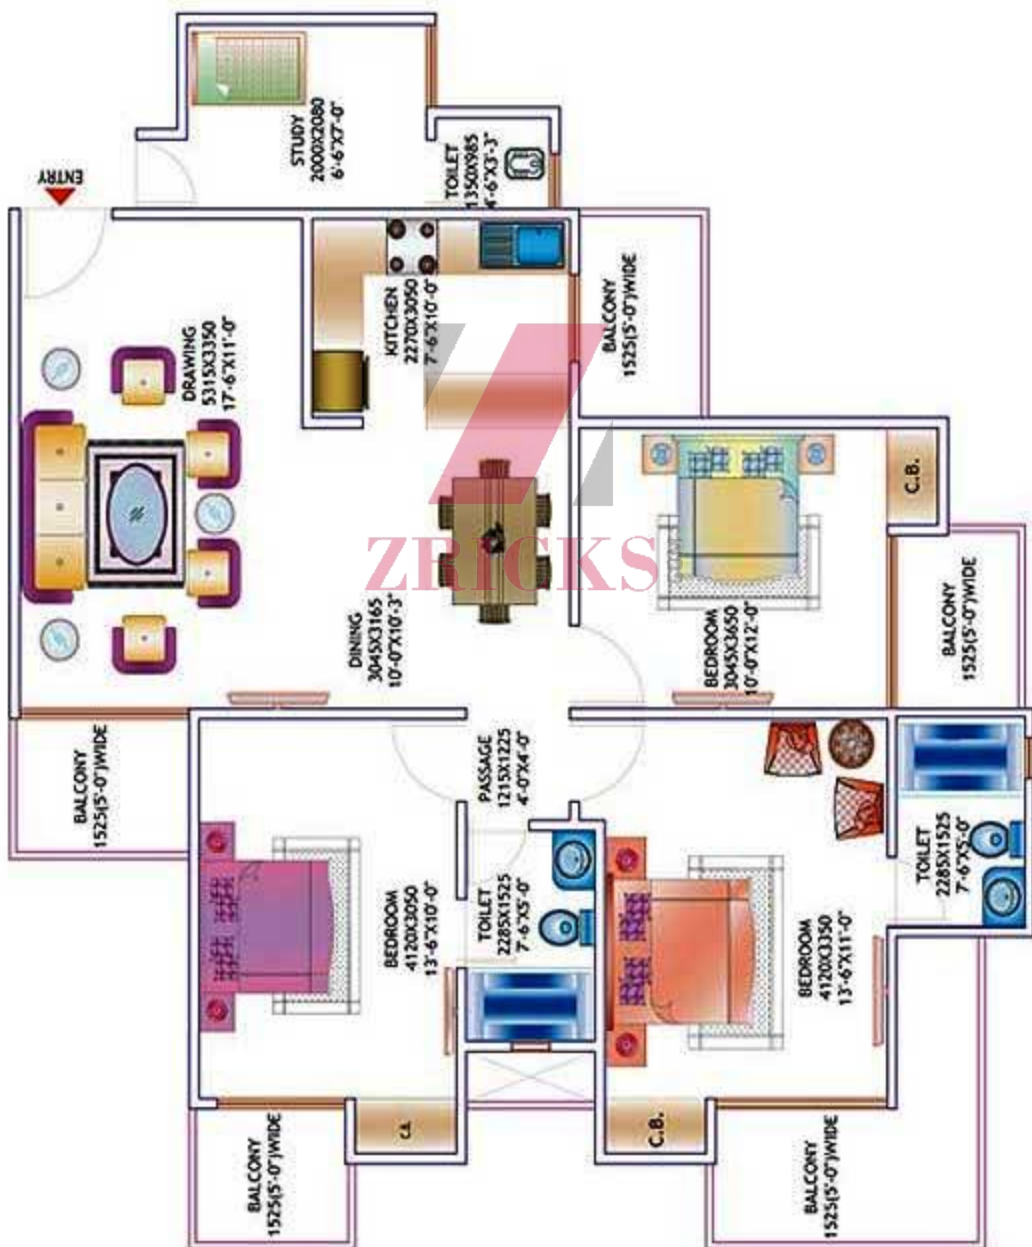 ENTRY
STUDY
2000X2080
6'-6"X7'-0"
TOILET
1350X985
4'-6"X3'-3"
DRAWING
5315X3350
17'-6"X11'-0"
KITCHEN
2270X3050
7'-6"X10'-0"
BALCONY
1525(5'-0")WIDE
ZRICKS
DINING
3045X3165
10'-0"X10'-3"
C.B.
BEDROOM
3045X3650
10'-0"X12'-0"
BALCONY
1525(5'-0")WIDE
BALCONY
1525(5'-0")WIDE
PASSAGE
1215X1225
4'-0"X4'-0"
BEDROOM
4120X3050
13'-6"X10'-0"
TOILET
2285X1525
7'-6"X5'-0"
TOILET
2285X1525
7'-6"X5'-0"
BEDROOM
4120X3350
13'-6"X11'-0"
C.B.
C.B.
BALCONY
1525(5'-0")WIDE
BALCONY
1525(5'-0")WIDE